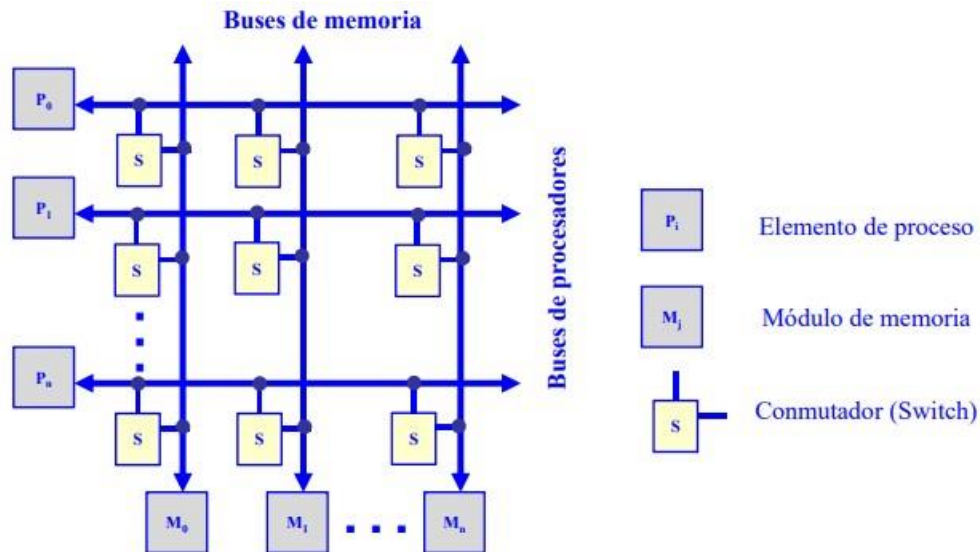 Buses de memoria
P₀
S S S
P₁
S S S
Pₙ
S S S
M₀ M₁ Mₙ
Buses de procesadores
Pᵢ Elemento de proceso
Mⱼ Módulo de memoria
S Conmutador (Switch)